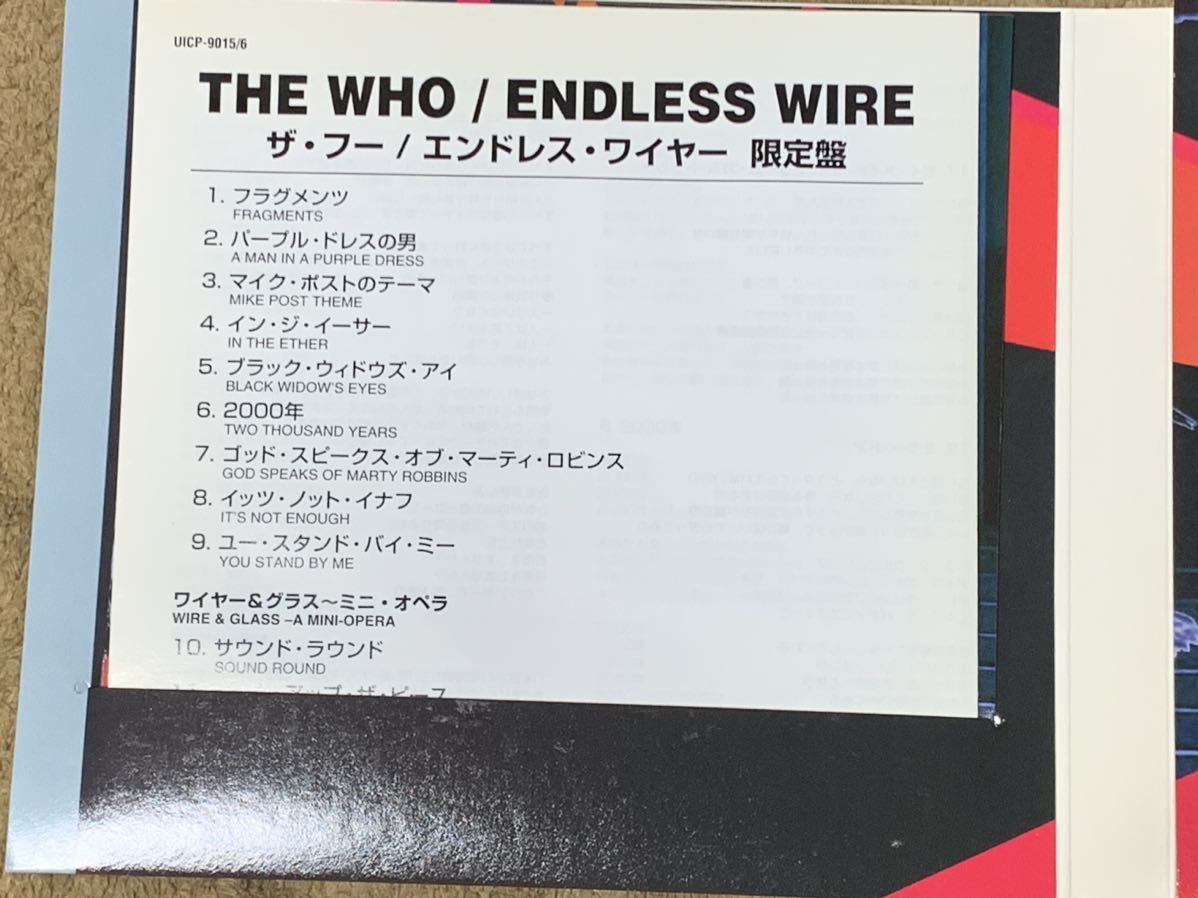 UICP-9015/6
THE WHO / ENDLESS WIRE
ザ・フー / エンドレス・ワイヤー 限定盤
1. フラグメンツ
FRAGMENTS
2. パープル・ドレスの男
A MAN IN A PURPLE DRESS
3. マイク・ポストのテーマ
MIKE POST THEME
4. イン・ジ・イーサー
IN THE ETHER
5. ブラック・ウィドウズ・アイ
BLACK WIDOW'S EYES
6. 2000年
TWO THOUSAND YEARS
7. ゴッド・スピークス・オブ・マーティ・ロビンス
GOD SPEAKS OF MARTY ROBBINS
8. イッツ・ノット・イナフ
IT'S NOT ENOUGH
9. ユー・スタンド・バイ・ミー
YOU STAND BY ME
ワイヤー&グラス〜ミニ・オペラ
WIRE & GLASS –A MINI-OPERA
10. サウンド・ラウンド
SOUND ROUND
アップ・ザ・ピース